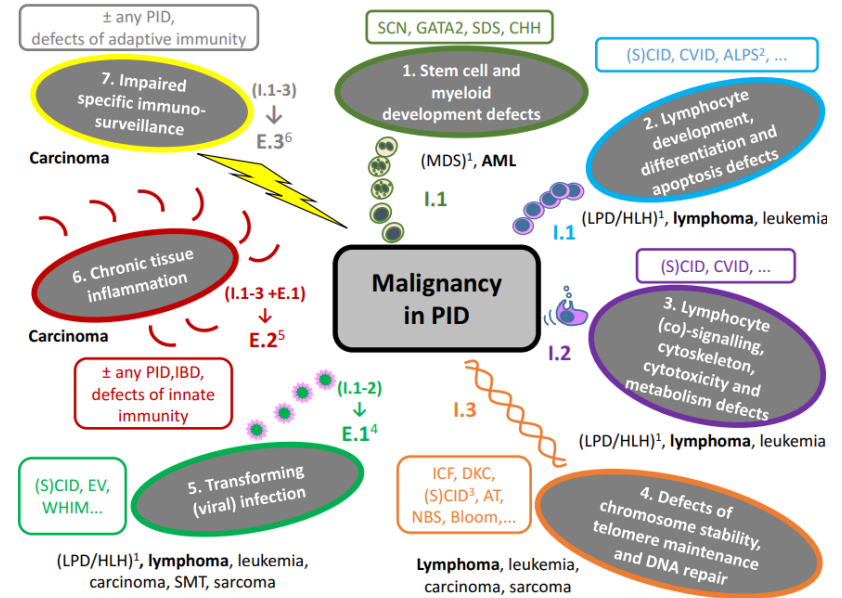 ± any PID,
defects of adaptive immunity
7. Impaired
specific immuno-
surveillance
(I.1-3)
↓
E.3⁶
Carcinoma
SCN, GATA2, SDS, CHH
1. Stem cell and
myeloid
development defects
(MDS)¹, AML
I.1
(S)CID, CVID, ALPS², ...
2. Lymphocyte
development,
differentiation and
apoptosis defects
I.1
(LPD/HLH)¹, lymphoma, leukemia
6. Chronic tissue
inflammation
(I.1-3 +E.1)
↓
E.2⁵
Carcinoma
± any PID,IBD,
defects of innate
immunity
Malignancy
in PID
(S)CID, CVID, ...
3. Lymphocyte
(co)-signalling,
cytoskeleton,
cytotoxicity and
metabolism defects
I.2
(LPD/HLH)¹, lymphoma, leukemia
(I.1-2)
↓
E.1⁴
(S)CID, EV,
WHIM...
5. Transforming
(viral) infection
(LPD/HLH)¹, lymphoma, leukemia,
carcinoma, SMT, sarcoma
I.3
ICF, DKC,
(S)CID³, AT,
NBS, Bloom,...
4. Defects of
chromosome stability,
telomere maintenance
and DNA repair
Lymphoma, leukemia,
carcinoma, sarcoma